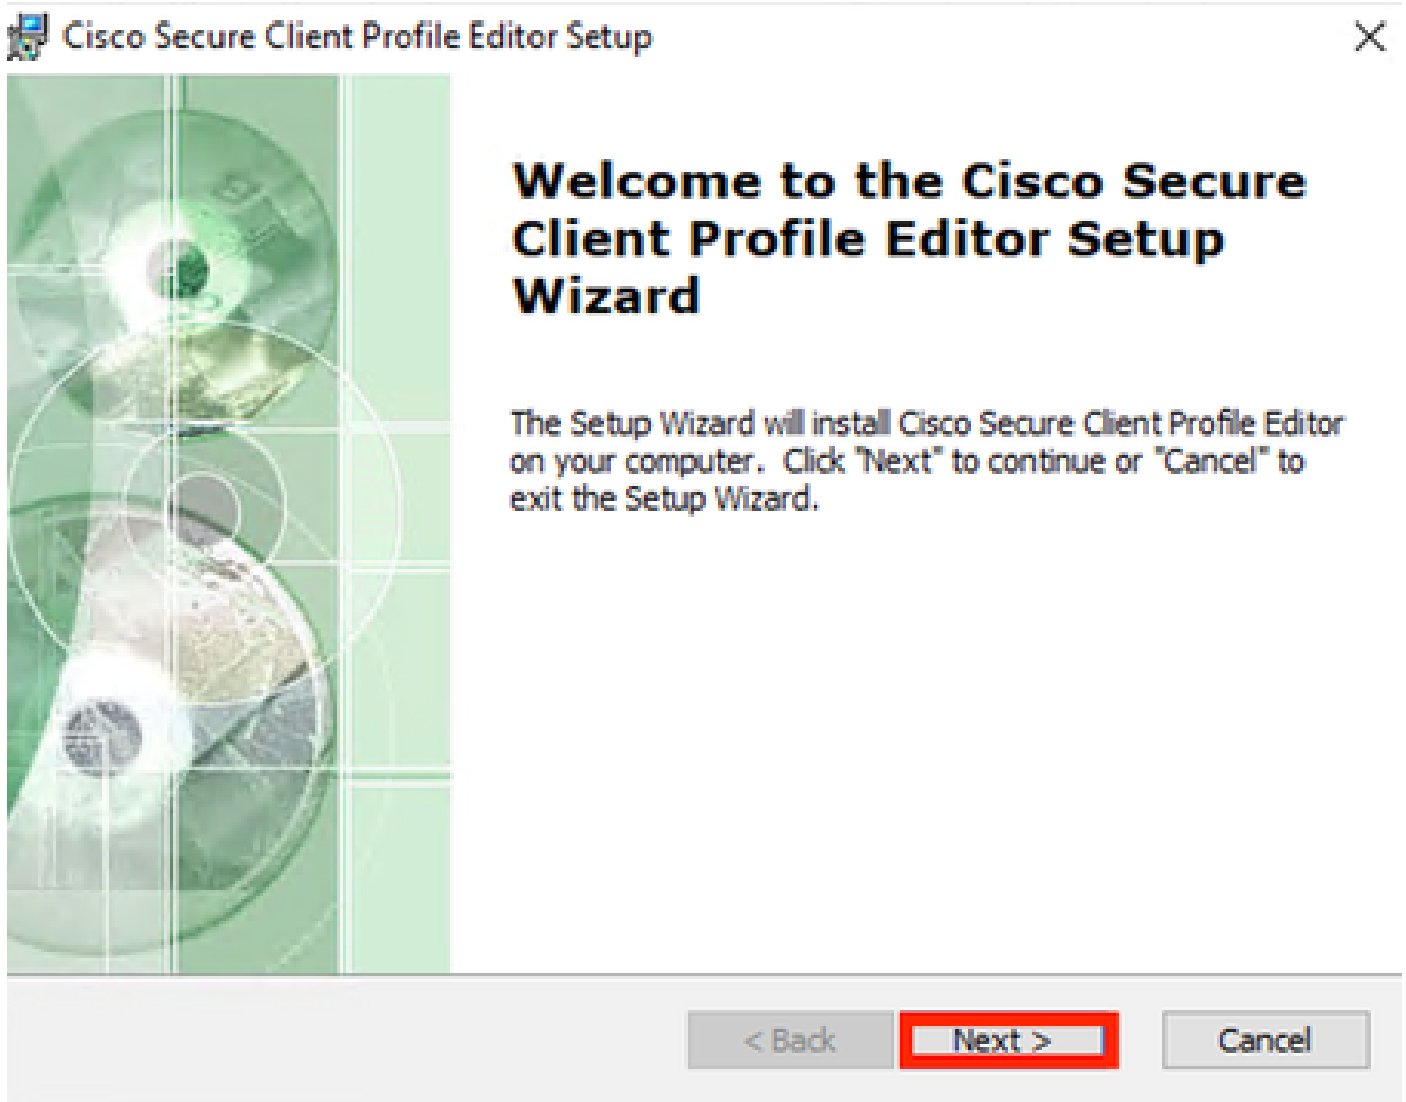 Cisco Secure Client Profile Editor Setup
Welcome to the Cisco Secure
Client Profile Editor Setup
Wizard
The Setup Wizard will install Cisco Secure Client Profile Editor
on your computer.  Click "Next" to continue or "Cancel" to
exit the Setup Wizard.
< Back Next > Cancel